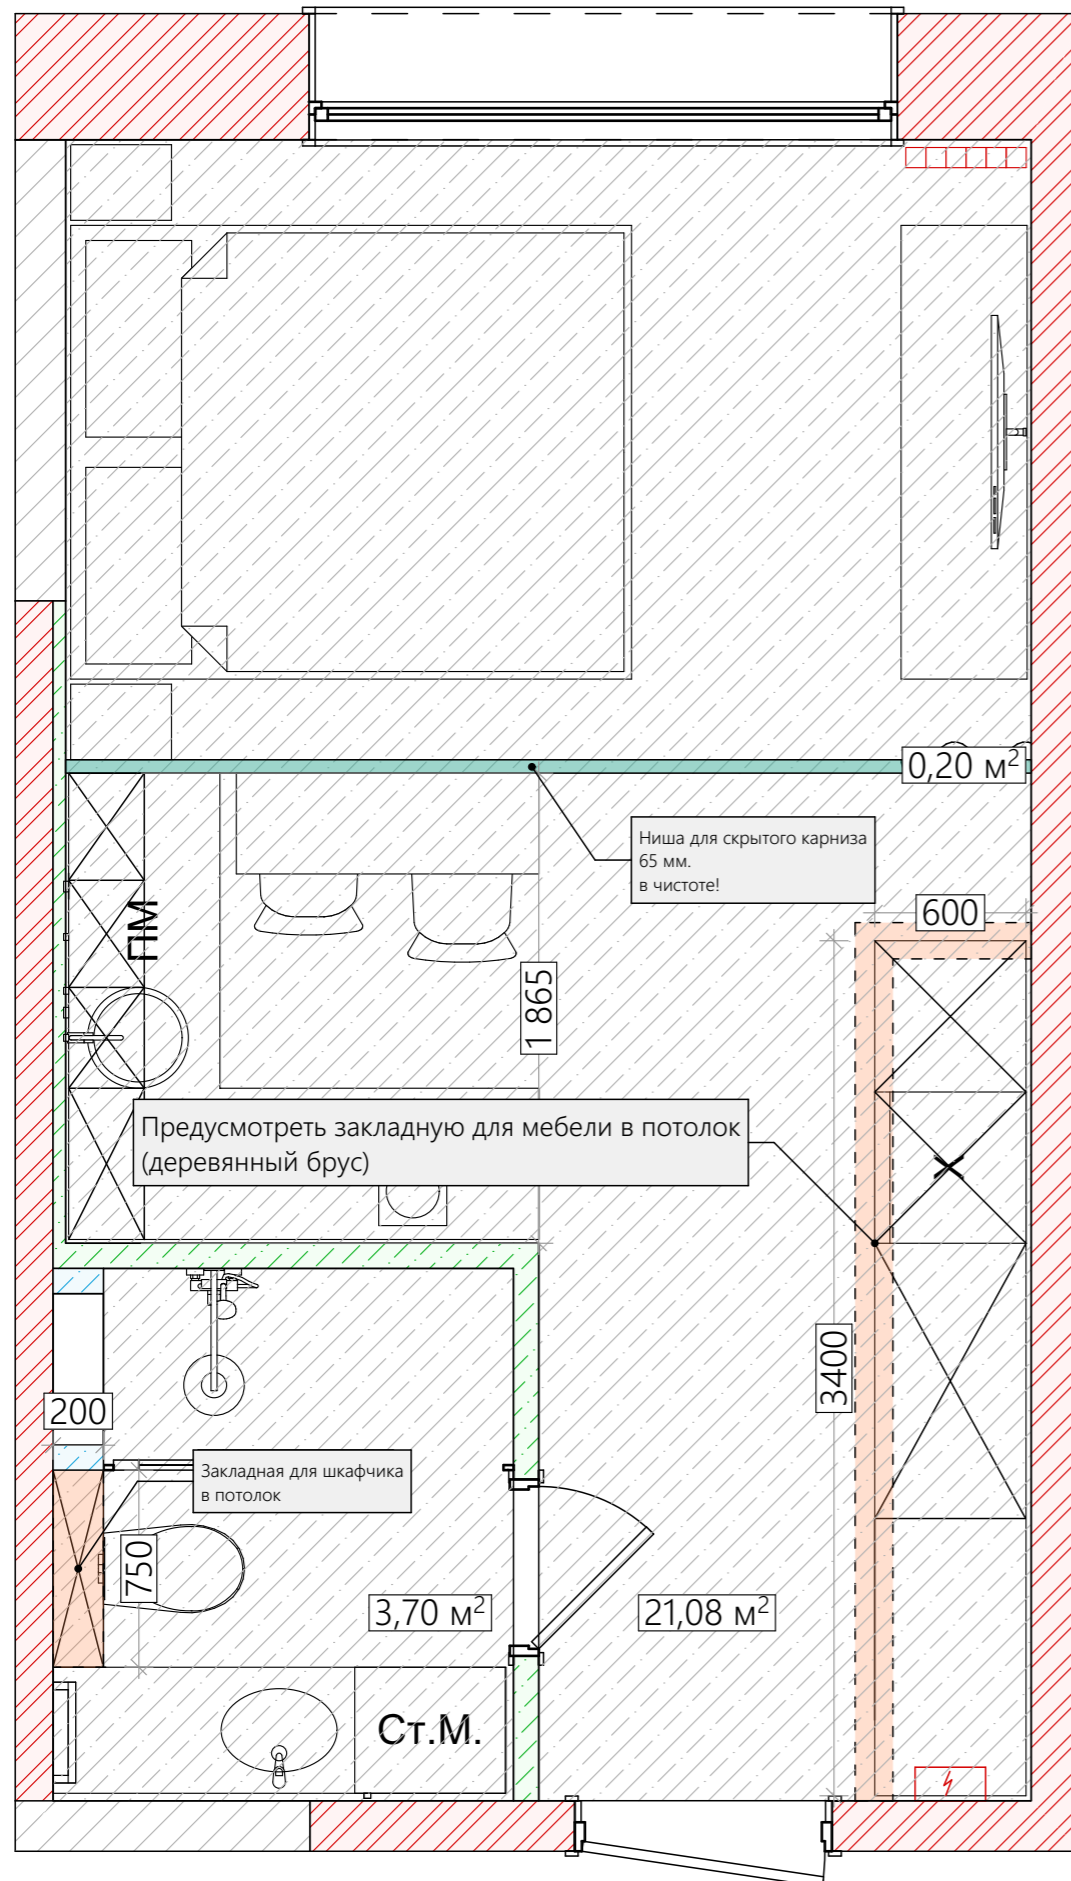 0,20 м²
Ниша для скрытого карниза
65 мм.
в чистоте!
600
ПМ
1 865
Предусмотреть закладную для мебели в потолок
(деревянный брус)
3400
200
Закладная для шкафчика
в потолок
750
3,70 м²
21,08 м²
Ст.М.